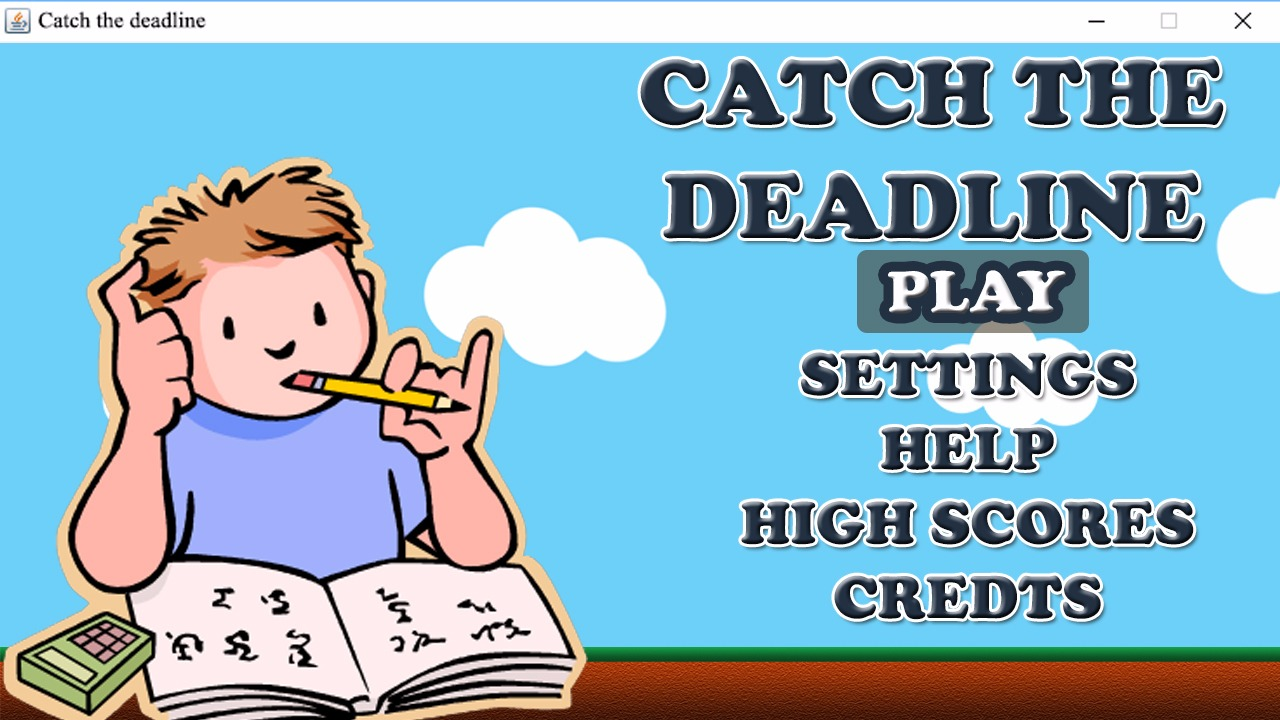 Catch the deadline
CATCH THE
DEADLINE
PLAY
SETTINGS
HELP
HIGH SCORES
CREDTS